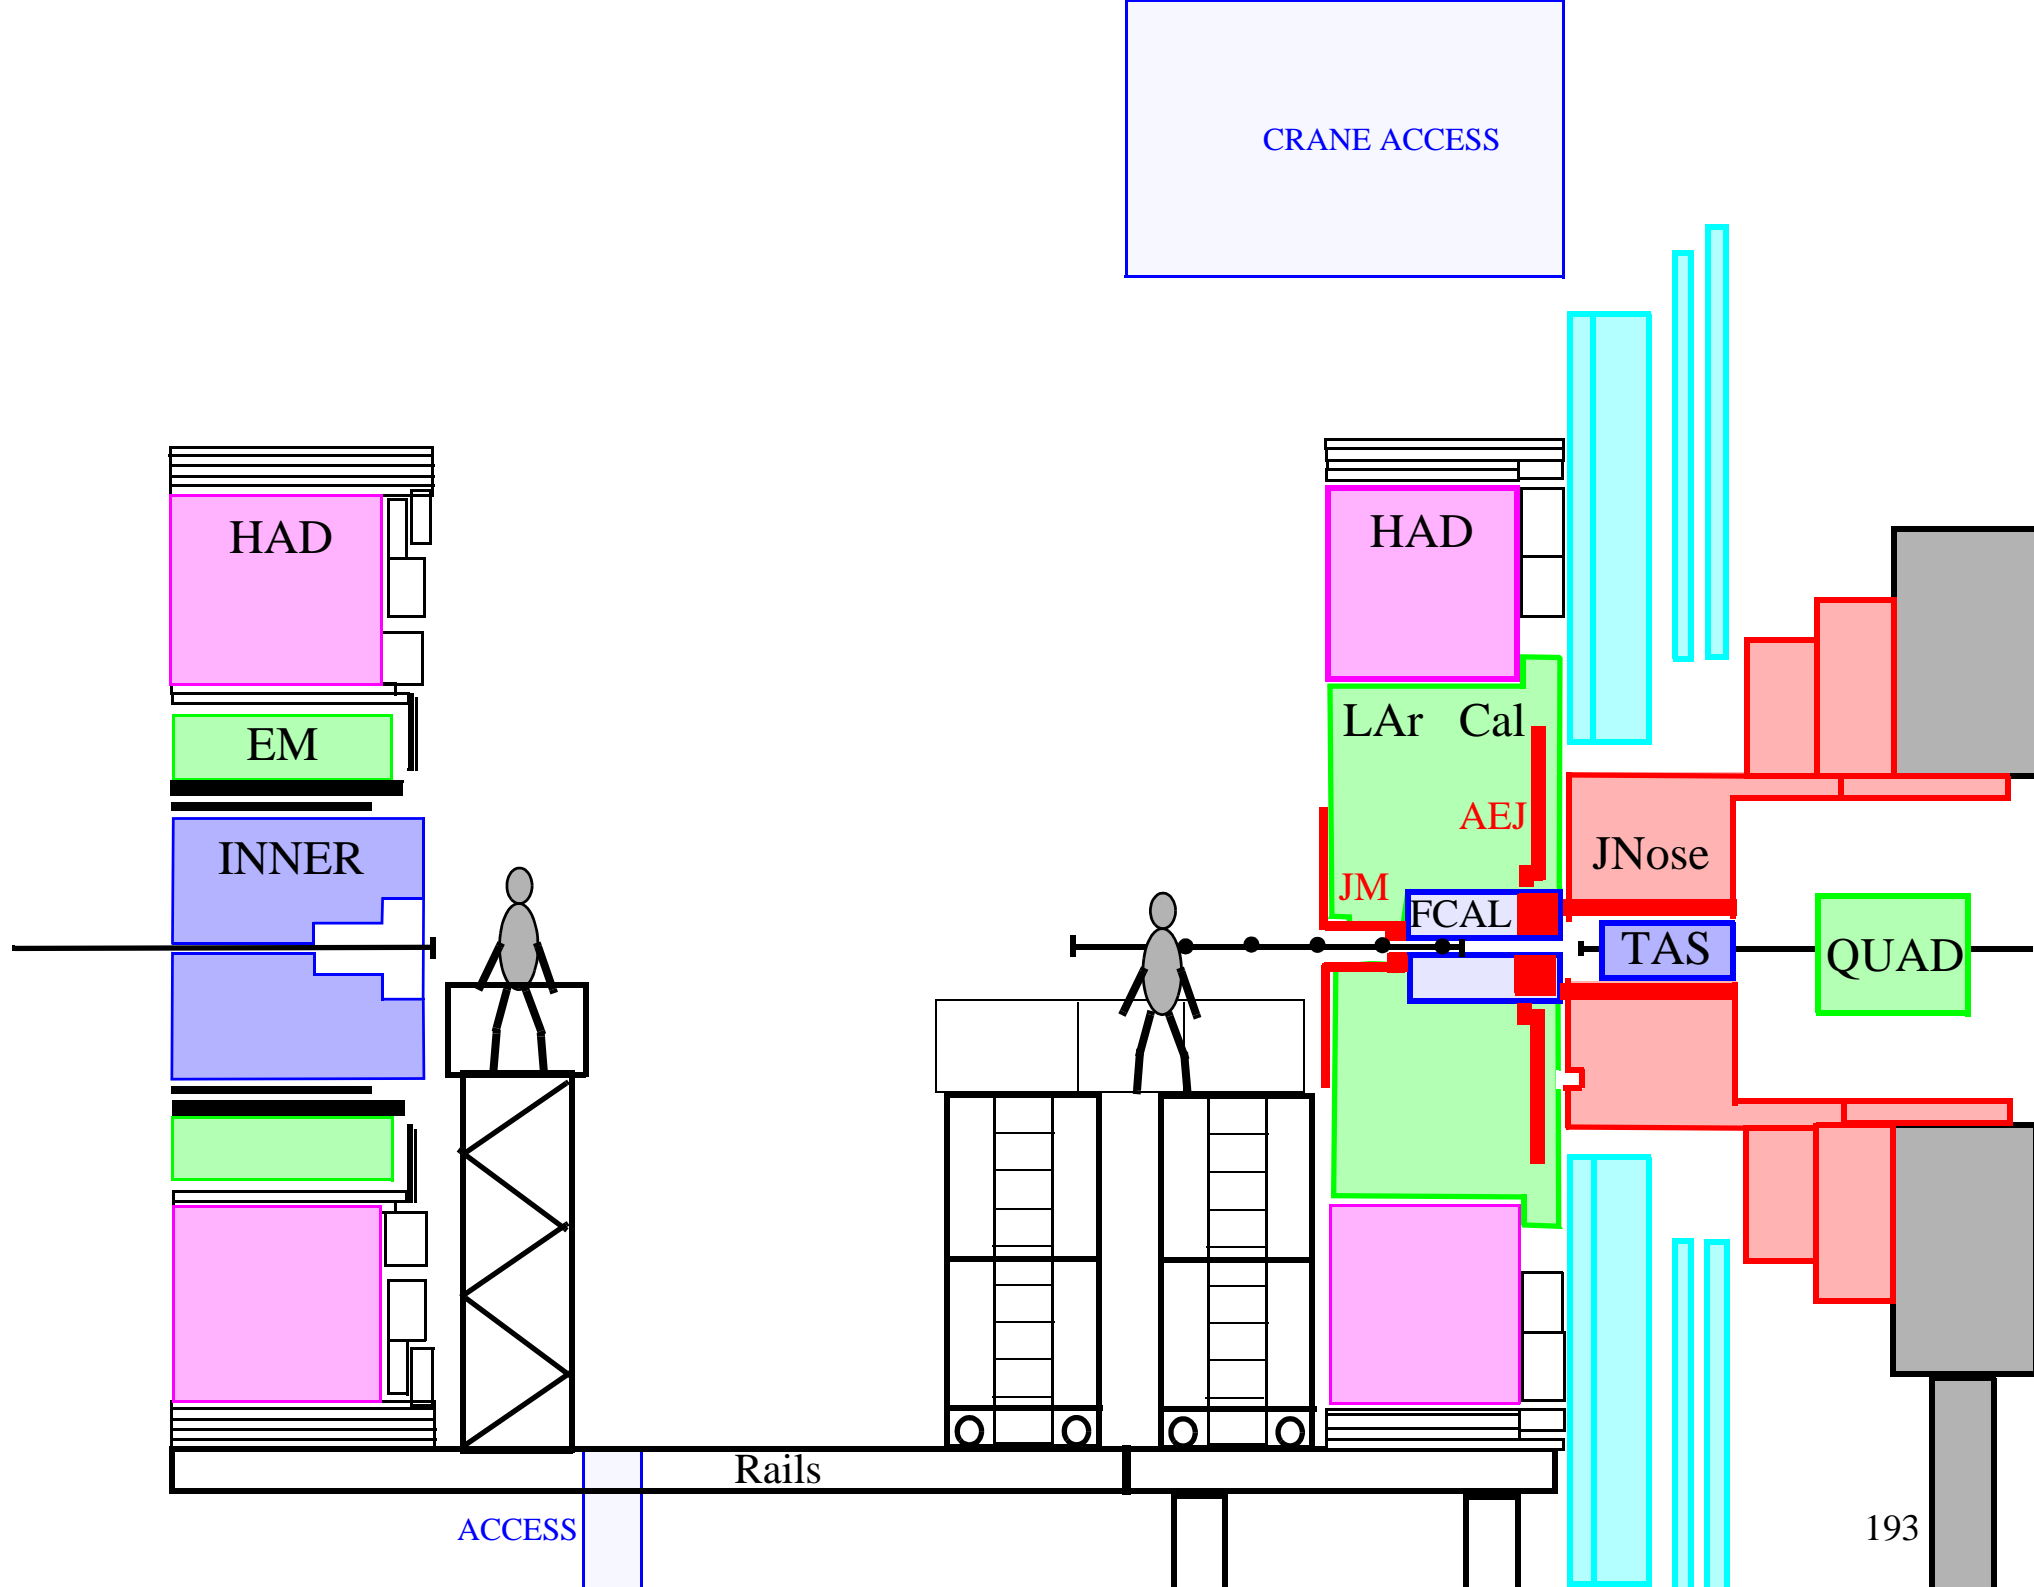 CRANE ACCESS
HAD
HAD
EM
LAr Cal
AEJ
INNER
JM
JNose
FCAL
TAS
QUAD
Rails
ACCESS
193